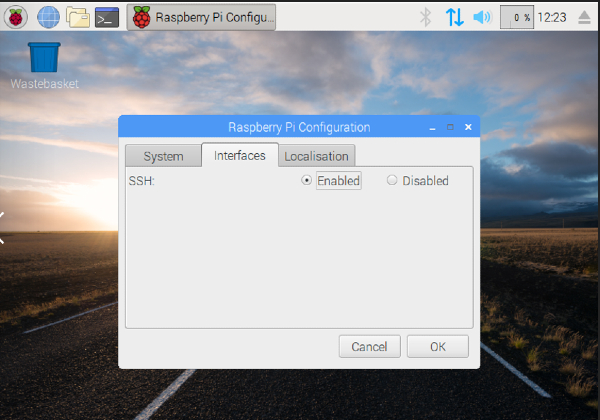 Raspberry Pi Configu...
0 %
12:23
Wastebasket
Raspberry Pi Configuration
System
Interfaces
Localisation
SSH:
Enabled
Disabled
Cancel
OK